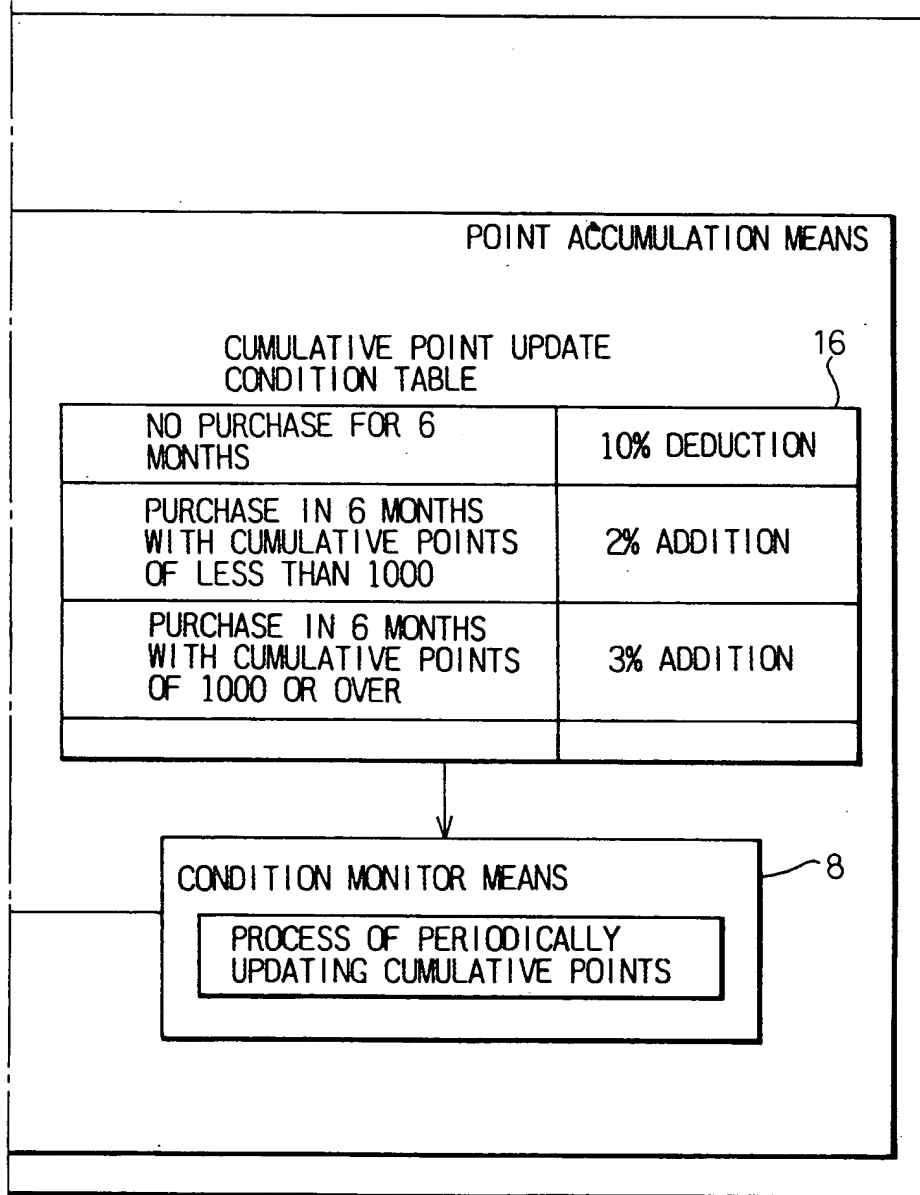 POINT ACCUMULATION MEANS
CUMULATIVE POINT UPDATE
CONDITION TABLE
16
NO PURCHASE FOR 6
MONTHS
10% DEDUCTION
PURCHASE IN 6 MONTHS
WITH CUMULATIVE POINTS
OF LESS THAN 1000
2% ADDITION
PURCHASE IN 6 MONTHS
WITH CUMULATIVE POINTS
OF 1000 OR OVER
3% ADDITION
CONDITION MONITOR MEANS
8
PROCESS OF PERIODICALLY
UPDATING CUMULATIVE POINTS